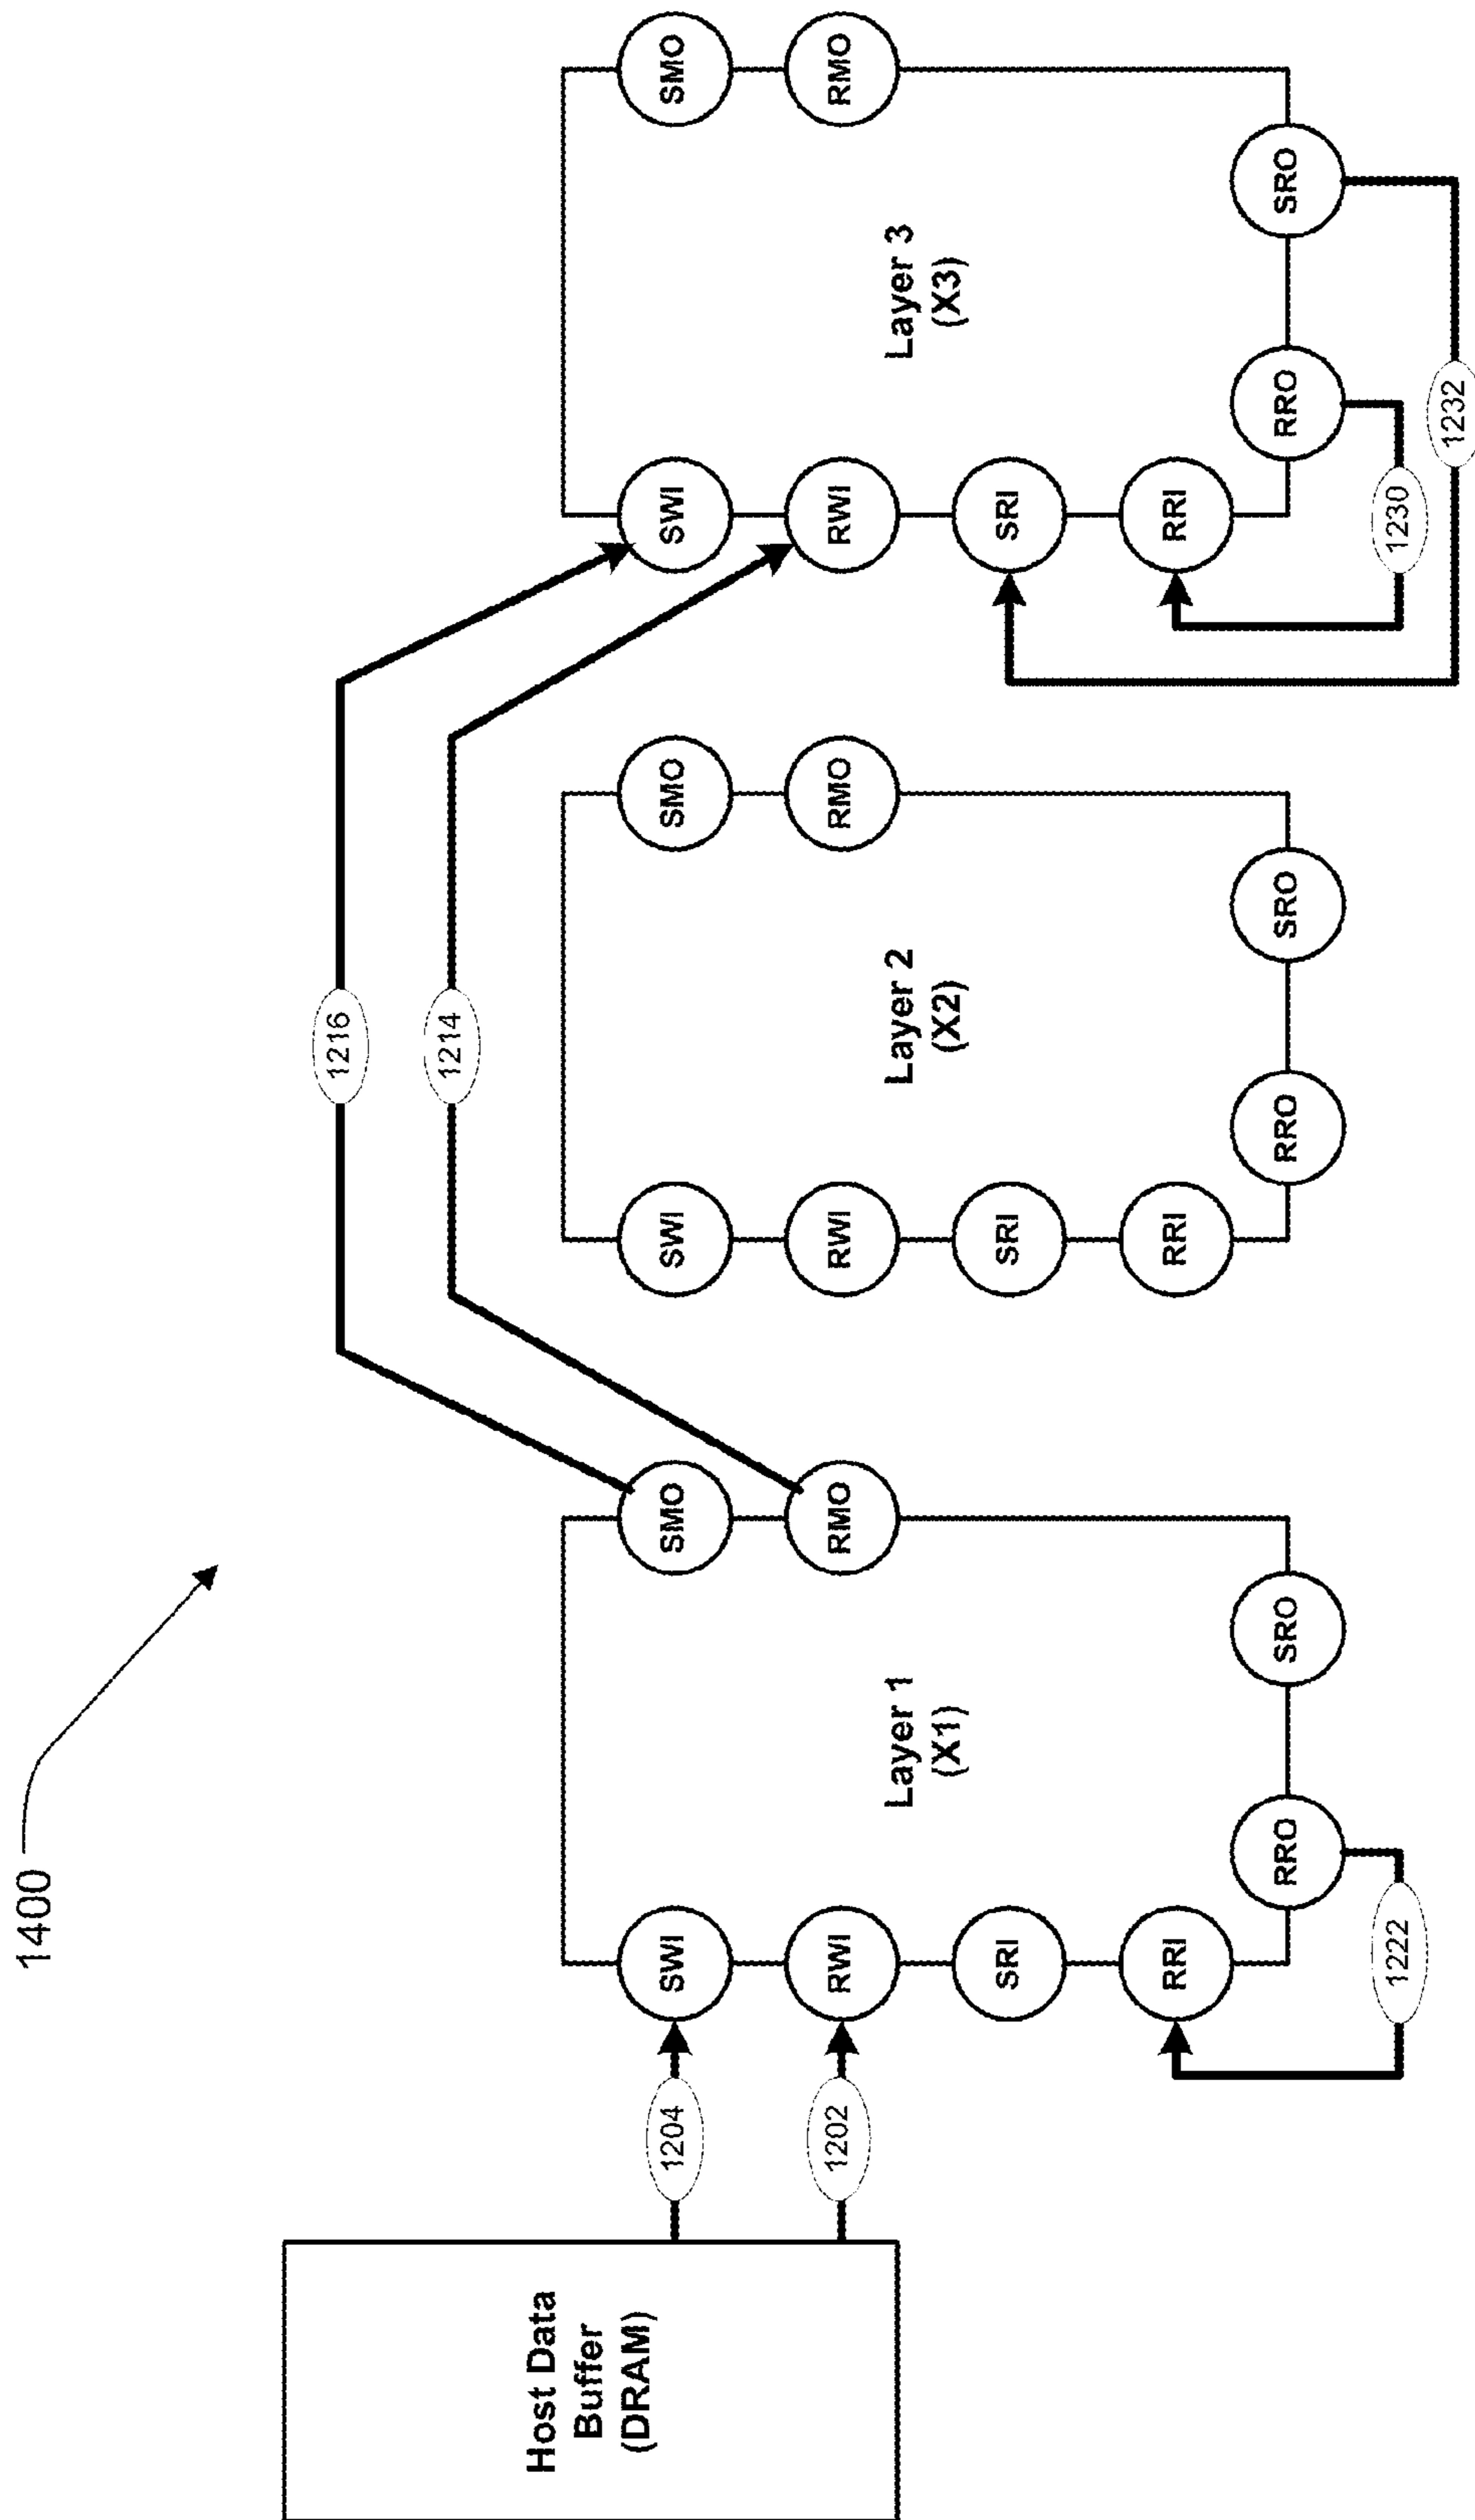 1400
1216
1214
Host Data
Buffer
(DRAM)
1204
1202
SWI
RWI
SRI
RRI
SMO
RMO
Layer 1
(X1)
RRO
SRO
1222
SWI
RWI
SRI
RRI
SMO
RMO
Layer 2
(X2)
RRO
SRO
SWI
RWI
SRI
RRI
SMO
RMO
Layer 3
(X3)
RRO
SRO
1230
1232